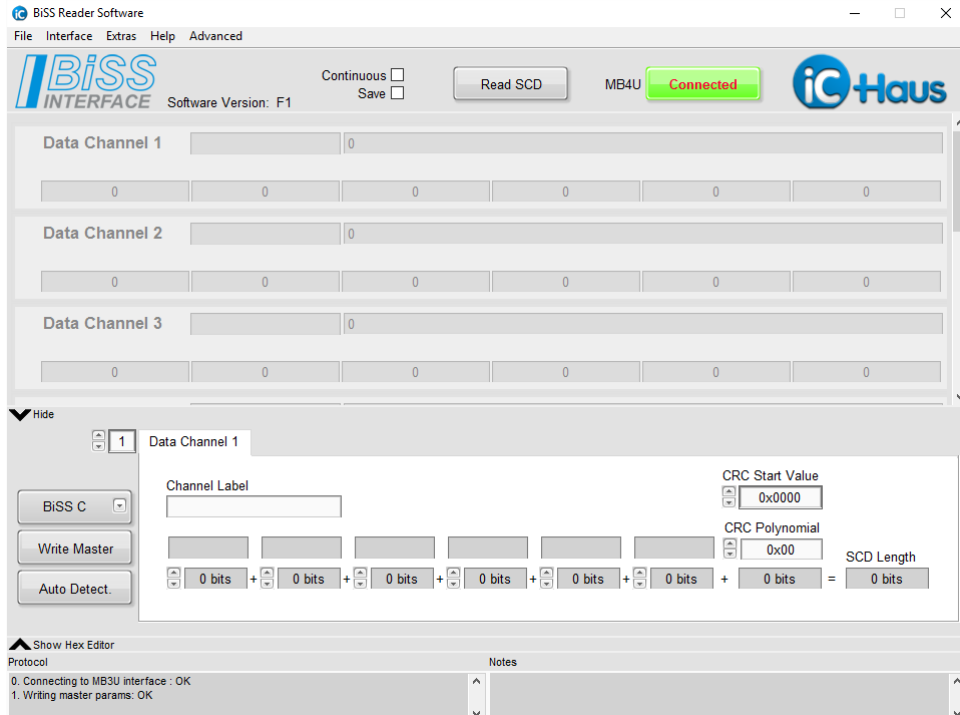 BiSS Reader Software
File Interface Extras Help Advanced
BiSS
INTERFACE
Software Version: F1
Continuous
Save
Read SCD
MB4U
Connected
iC Haus
Data Channel 1
0
0 0 0 0 0 0
Data Channel 2
0
0 0 0 0 0 0
Data Channel 3
0
0 0 0 0 0 0
Hide
1
Data Channel 1
Channel Label
CRC Start Value
0x0000
BiSS C
CRC Polynomial
0x00
Write Master
SCD Length
0 bits + 0 bits + 0 bits + 0 bits + 0 bits + 0 bits + 0 bits = 0 bits
Auto Detect.
Show Hex Editor
Protocol
Notes
0. Connecting to MB3U interface : OK
1. Writing master params: OK